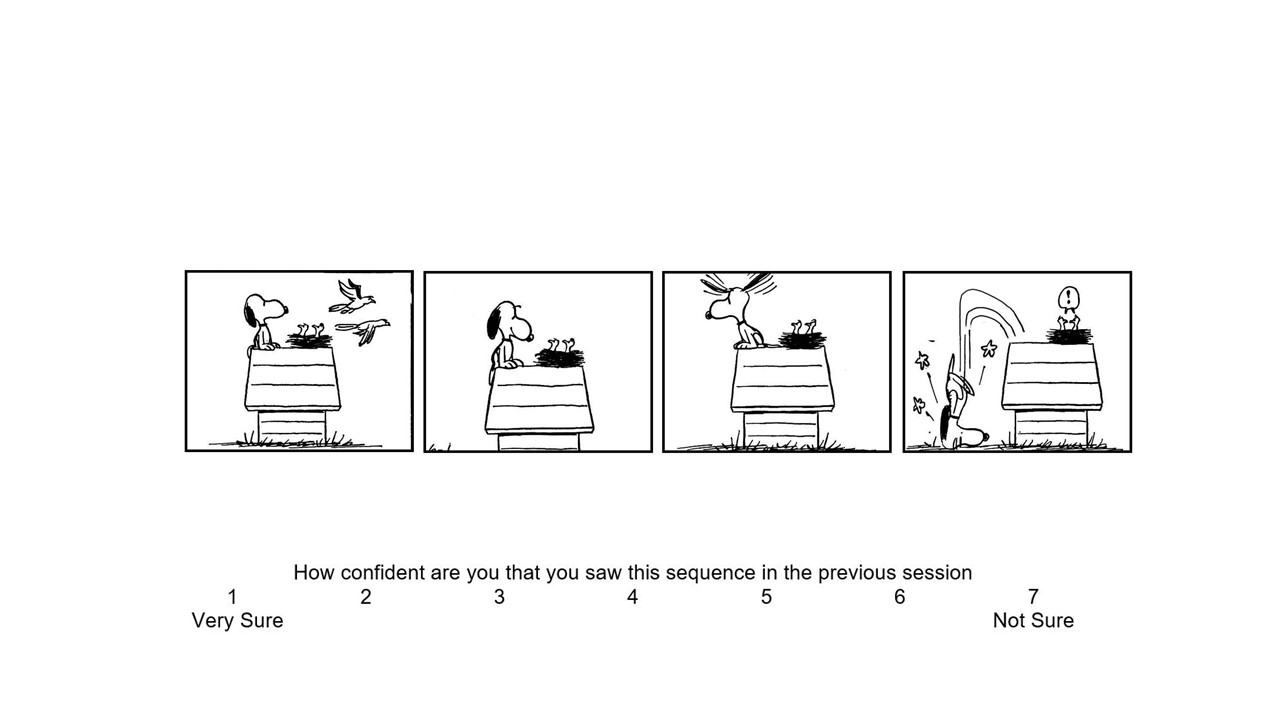 !
How confident are you that you saw this sequence in the previous session
1 2 3 4 5 6 7
Very Sure Not Sure